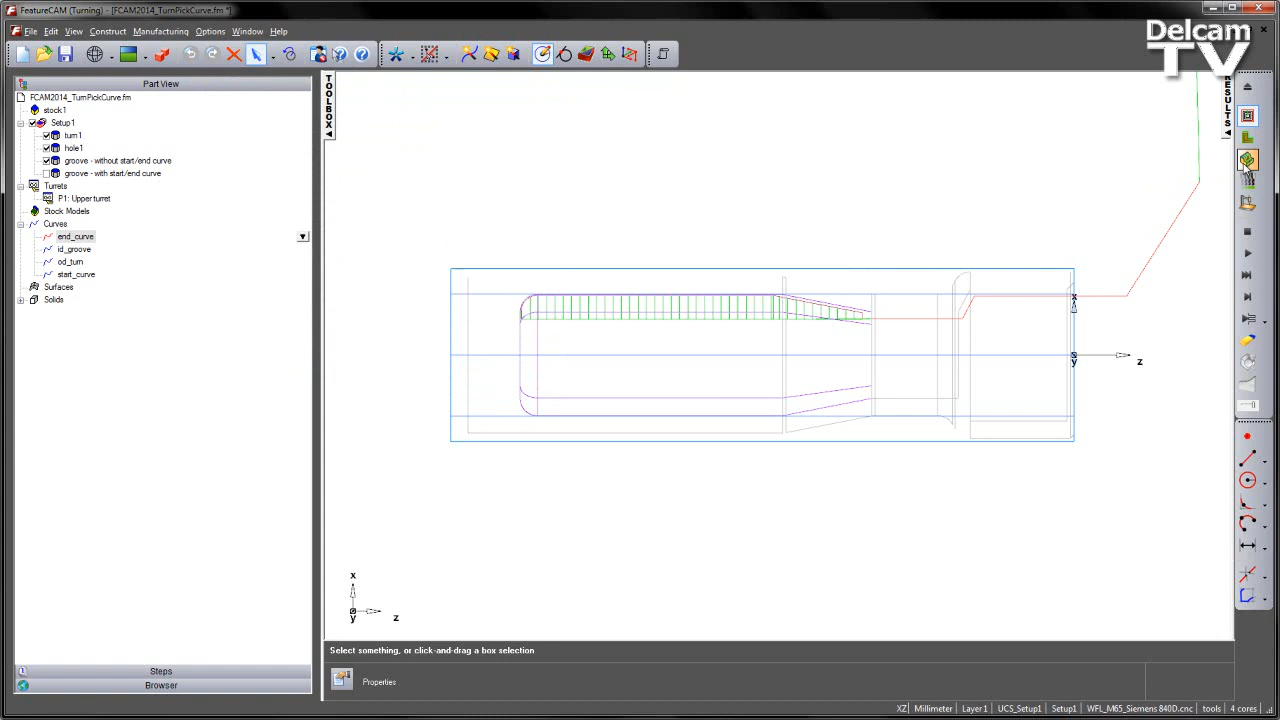 FeatureCAM (Turning) - [FCAM2014_TurnPickCurve.fm *]
File Edit View Construct Manufacturing Options Window Help
Delcam
TV
Part View
FCAM2014_TurnPickCurve.fm
stock1
Setup1
turn1
hole1
groove - without start/end curve
groove - with start/end curve
Turrets
P1: Upper turret
Stock Models
Curves
end_curve
id_groove
od_turn
start_curve
Surfaces
Solids
TOOLBOX
RESULTS
x
y
z
x
y
z
Select something, or click-and-drag a box selection
Properties
Steps
Browser
XZ Millimeter Layer1 UCS_Setup1 Setup1 WFL_M65_Siemens 840D.cnc tools 4 cores